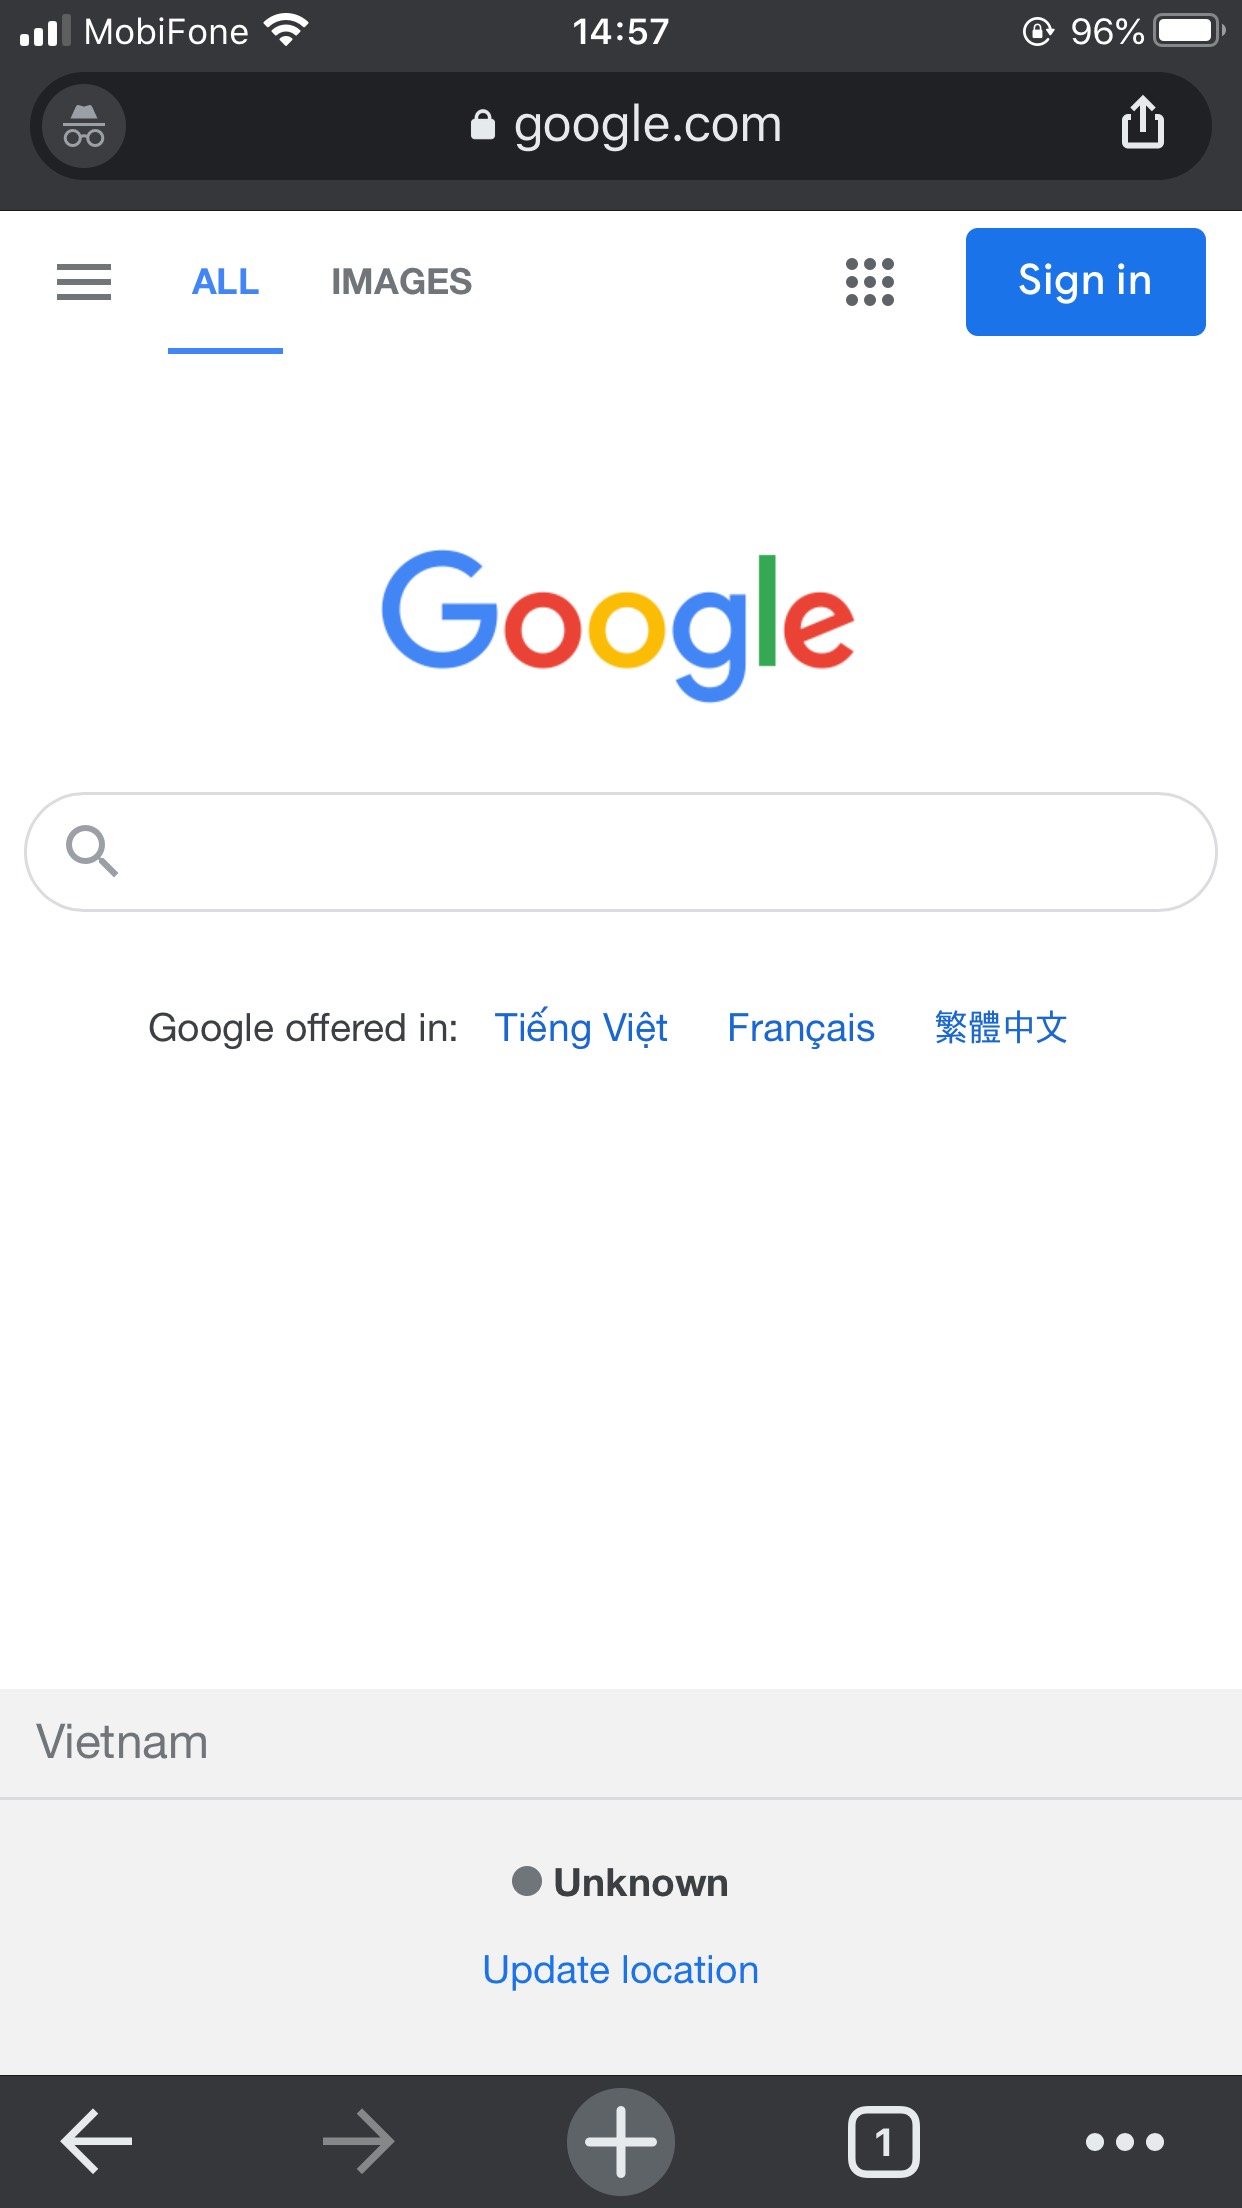 MobiFone 14:57 96%
google.com
ALL IMAGES Sign in
Google
Google offered in: Tiếng Việt Français 繁體中文
Vietnam
Unknown
Update location
1